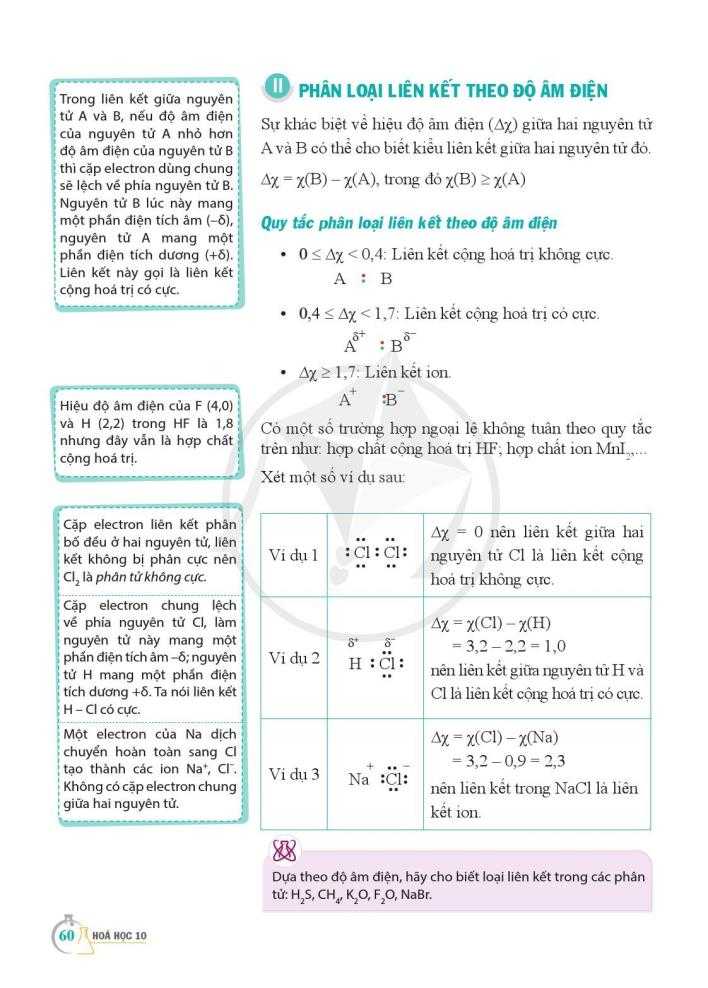 II PHÂN LOẠI LIÊN KẾT THEO ĐỘ ÂM ĐIỆN
Trong liên kết giữa nguyên
tử A và B, nếu độ âm điện
của nguyên tử A nhỏ hơn
độ âm điện của nguyên tử B
thì cặp electron dùng chung
sẽ lệch về phía nguyên tử B.
Nguyên tử B lúc này mang
một phần điện tích âm (–δ),
nguyên tử A mang một
phần điện tích dương (+δ).
Liên kết này gọi là liên kết
cộng hoá trị có cực.
Sự khác biệt về hiệu độ âm điện (Δχ) giữa hai nguyên tử
A và B có thể cho biết kiểu liên kết giữa hai nguyên tử đó.
Δχ = χ(B) – χ(A), trong đó χ(B) ≥ χ(A)
Quy tắc phân loại liên kết theo độ âm điện
• 0 ≤ Δχ < 0,4: Liên kết cộng hoá trị không cực.
A : B
• 0,4 ≤ Δχ < 1,7: Liên kết cộng hoá trị có cực.
Aᵟ⁺ :Bᵟ⁻
• Δχ ≥ 1,7: Liên kết ion.
A⁺ :B⁻
Hiệu độ âm điện của F (4,0)
và H (2,2) trong HF là 1,8
nhưng đây vẫn là hợp chất
cộng hoá trị.
Có một số trường hợp ngoại lệ không tuân theo quy tắc
trên như: hợp chất cộng hoá trị HF; hợp chất ion MnI₂,...
Xét một số ví dụ sau:
Cặp electron liên kết phân
bố đều ở hai nguyên tử, liên
kết không bị phân cực nên
Cl₂ là phân tử không cực.
Ví dụ 1
:Cl:Cl:
Δχ = 0 nên liên kết giữa hai
nguyên tử Cl là liên kết cộng
hoá trị không cực.
Cặp electron chung lệch
về phía nguyên tử Cl, làm
nguyên tử này mang một
phần điện tích âm –δ; nguyên
tử H mang một phần điện
tích dương +δ. Ta nói liên kết
H – Cl có cực.
Ví dụ 2
δ⁺ δ⁻
H :Cl:
Δχ = χ(Cl) – χ(H)
= 3,2 – 2,2 = 1,0
nên liên kết giữa nguyên tử H và
Cl là liên kết cộng hoá trị có cực.
Một electron của Na dịch
chuyển hoàn toàn sang Cl
tạo thành các ion Na⁺, Cl⁻.
Không có cặp electron chung
giữa hai nguyên tử.
Ví dụ 3
Na⁺ :Cl:⁻
Δχ = χ(Cl) – χ(Na)
= 3,2 – 0,9 = 2,3
nên liên kết trong NaCl là liên
kết ion.
Dựa theo độ âm điện, hãy cho biết loại liên kết trong các phân
tử: H₂S, CH₄, K₂O, F₂O, NaBr.
60 HOÁ HỌC 10